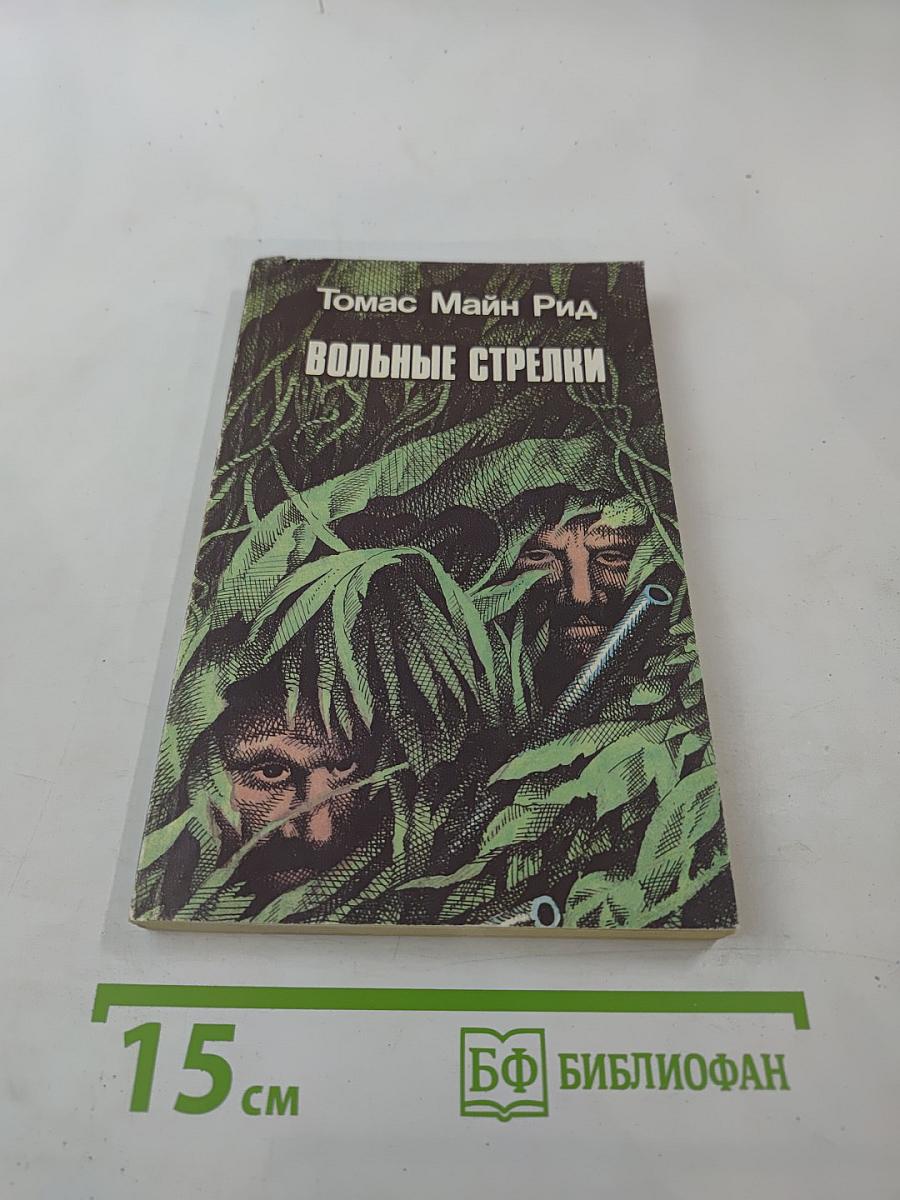 Томас Майн Рид
ВОЛЬНЫЕ СТРЕЛКИ
15 см
БФ БИБЛИОФАН